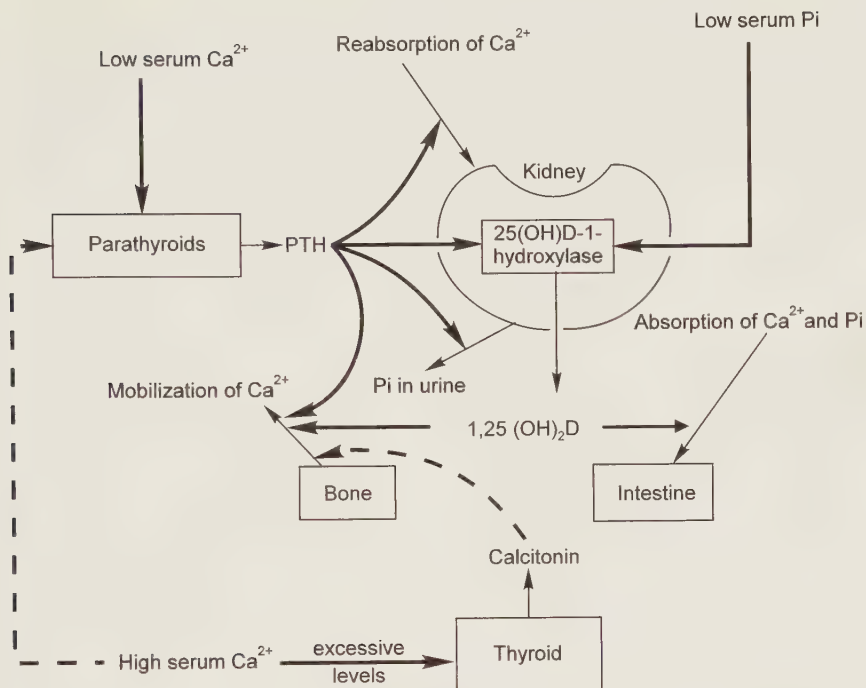 Low serum Pi
Reabsorption of Ca²⁺
Low serum Ca²⁺
Kidney
Parathyroids
PTH
25(OH)D-1-
hydroxylase
Absorption of Ca²⁺and Pi
Mobilization of Ca²⁺
Pi in urine
1,25 (OH)₂D
Bone
Intestine
Calcitonin
High serum Ca²⁺
excessive
levels
Thyroid